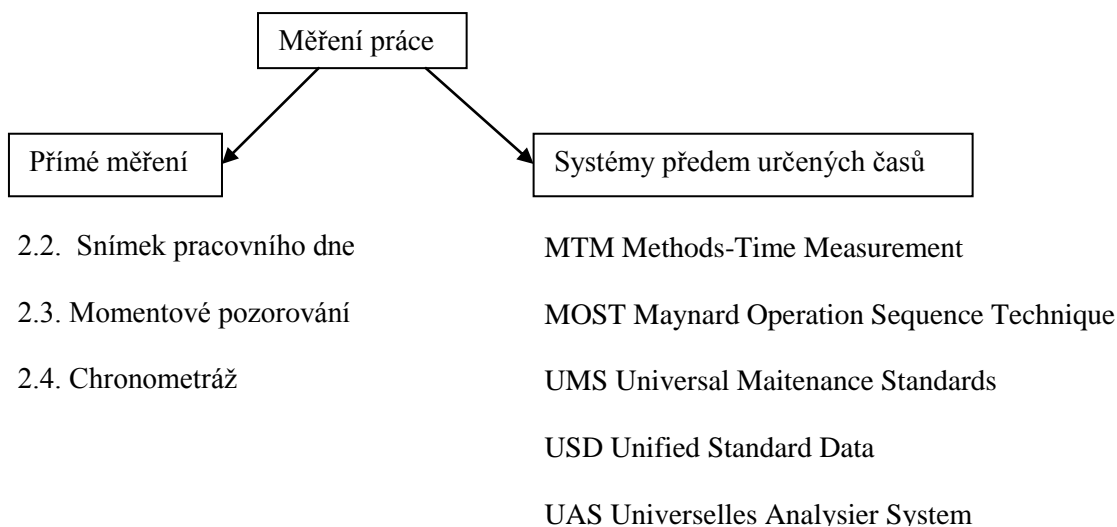 Měření práce
Přímé měření
Systémy předem určených časů
2.2. Snímek pracovního dne
2.3. Momentové pozorování
2.4. Chronometráž
MTM Methods-Time Measurement
MOST Maynard Operation Sequence Technique
UMS Universal Maitenance Standards
USD Unified Standard Data
UAS Universelles Analysier System